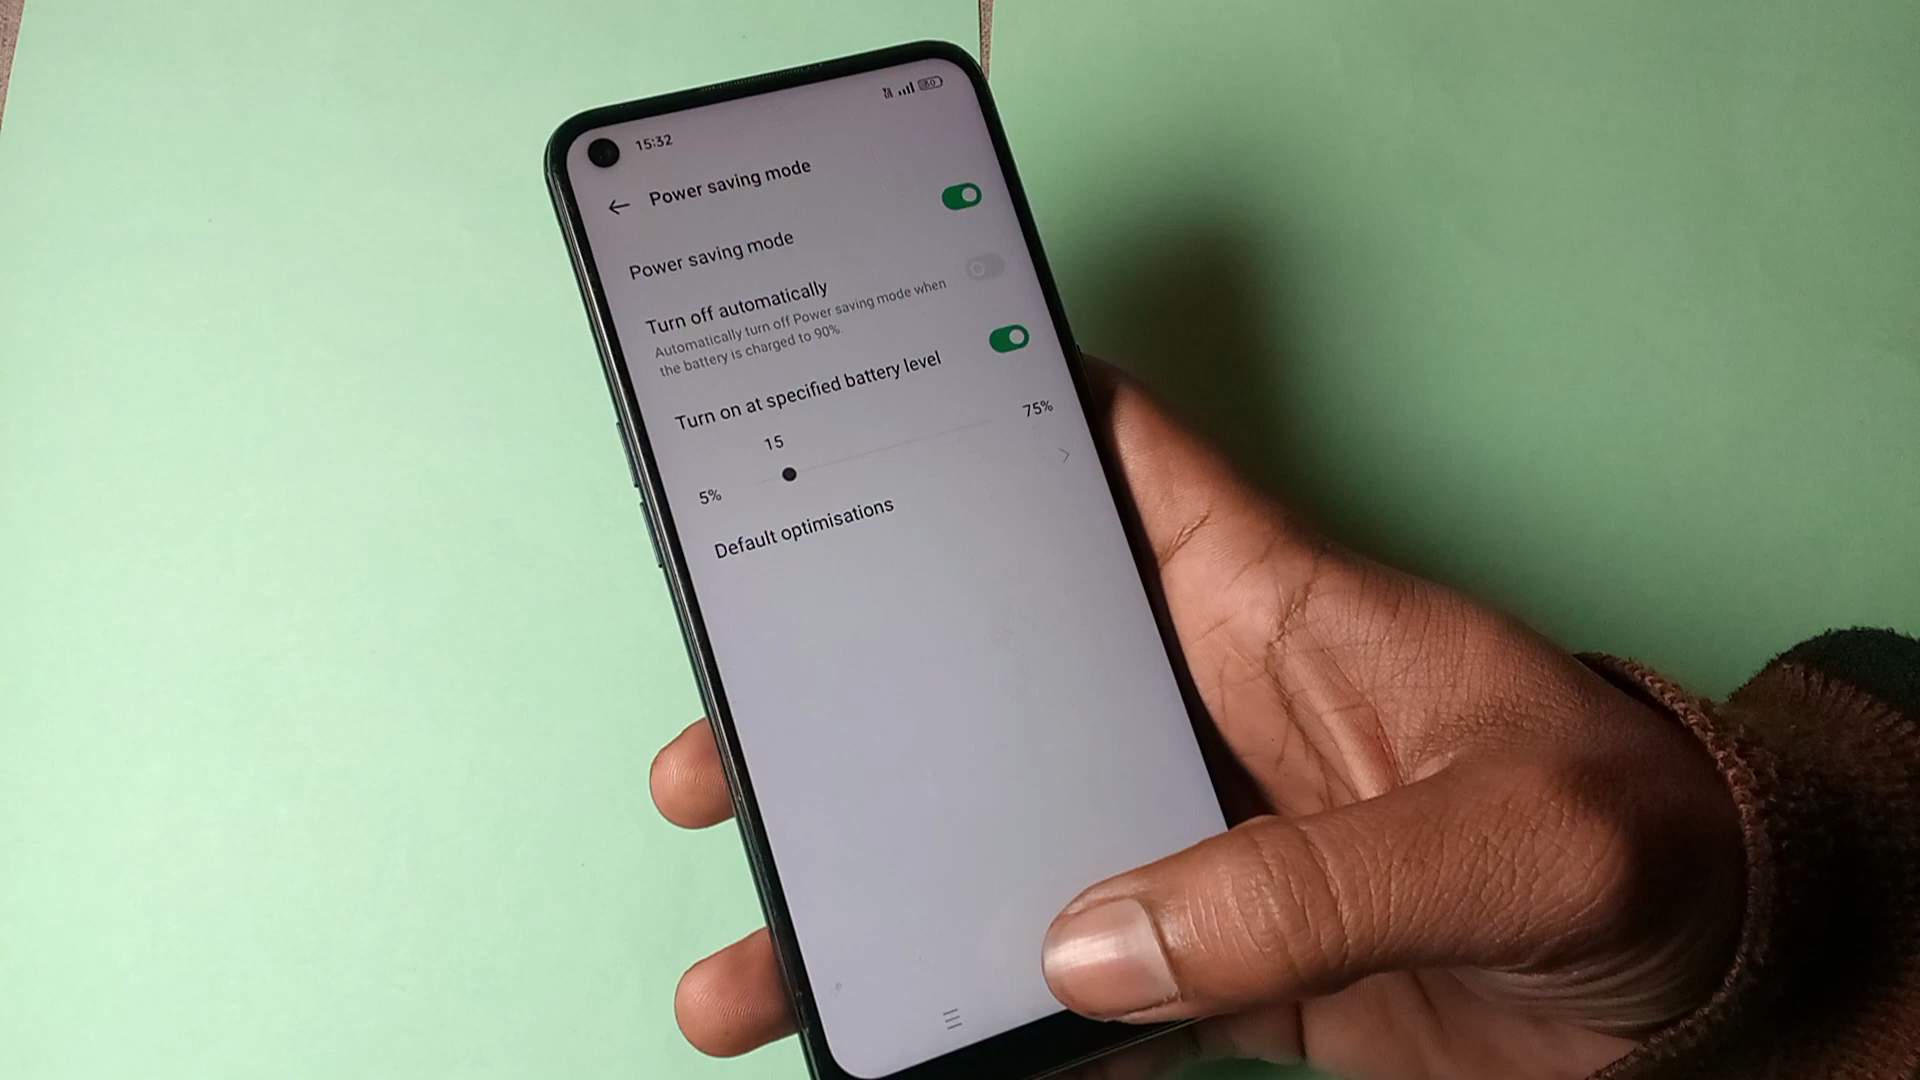 15:32
Power saving mode
Power saving mode
Turn off automatically
Automatically turn off Power saving mode when
the battery is charged to 90%.
Turn on at specified battery level
15
5%
75%
Default optimisations